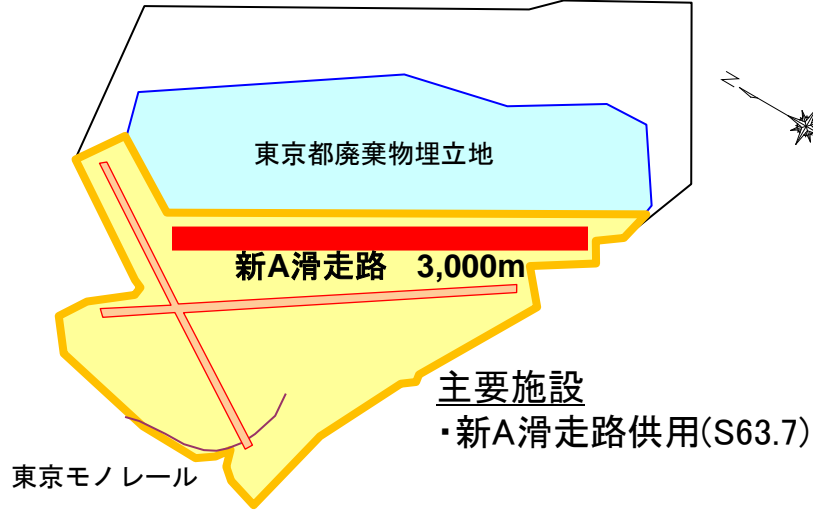 N
東京都廃棄物埋立地
新A滑走路　3,000m
主要施設
・新A滑走路供用(S63.7)
東京モノレール